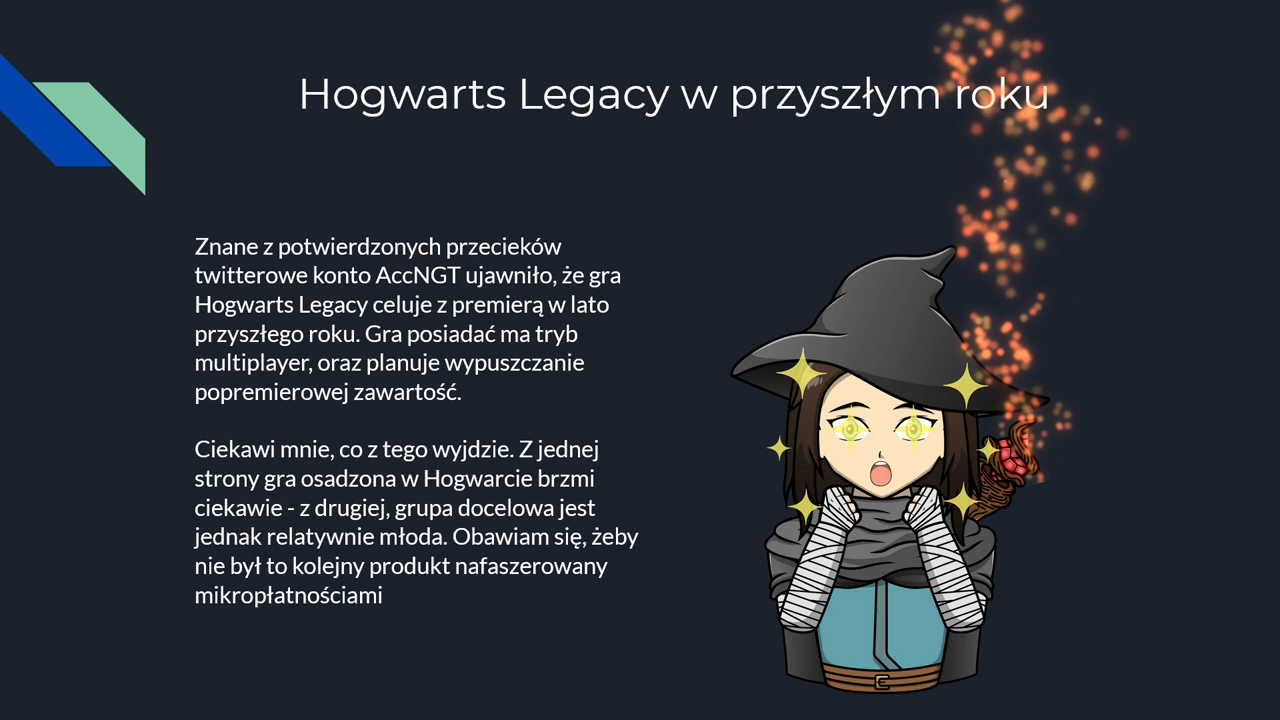 Hogwarts Legacy w przyszłym roku
Znane z potwierdzonych przecieków
twitterowe konto AccNGT ujawniło, że gra
Hogwarts Legacy celuje z premierą w lato
przyszłego roku. Gra posiadać ma tryb
multiplayer, oraz planuje wypuszczanie
popremierowej zawartość.
Ciekawi mnie, co z tego wyjdzie. Z jednej
strony gra osadzona w Hogwarcie brzmi
ciekawie - z drugiej, grupa docelowa jest
jednak relatywnie młoda. Obawiam się, żeby
nie był to kolejny produkt nafaszerowany
mikropłatnościami